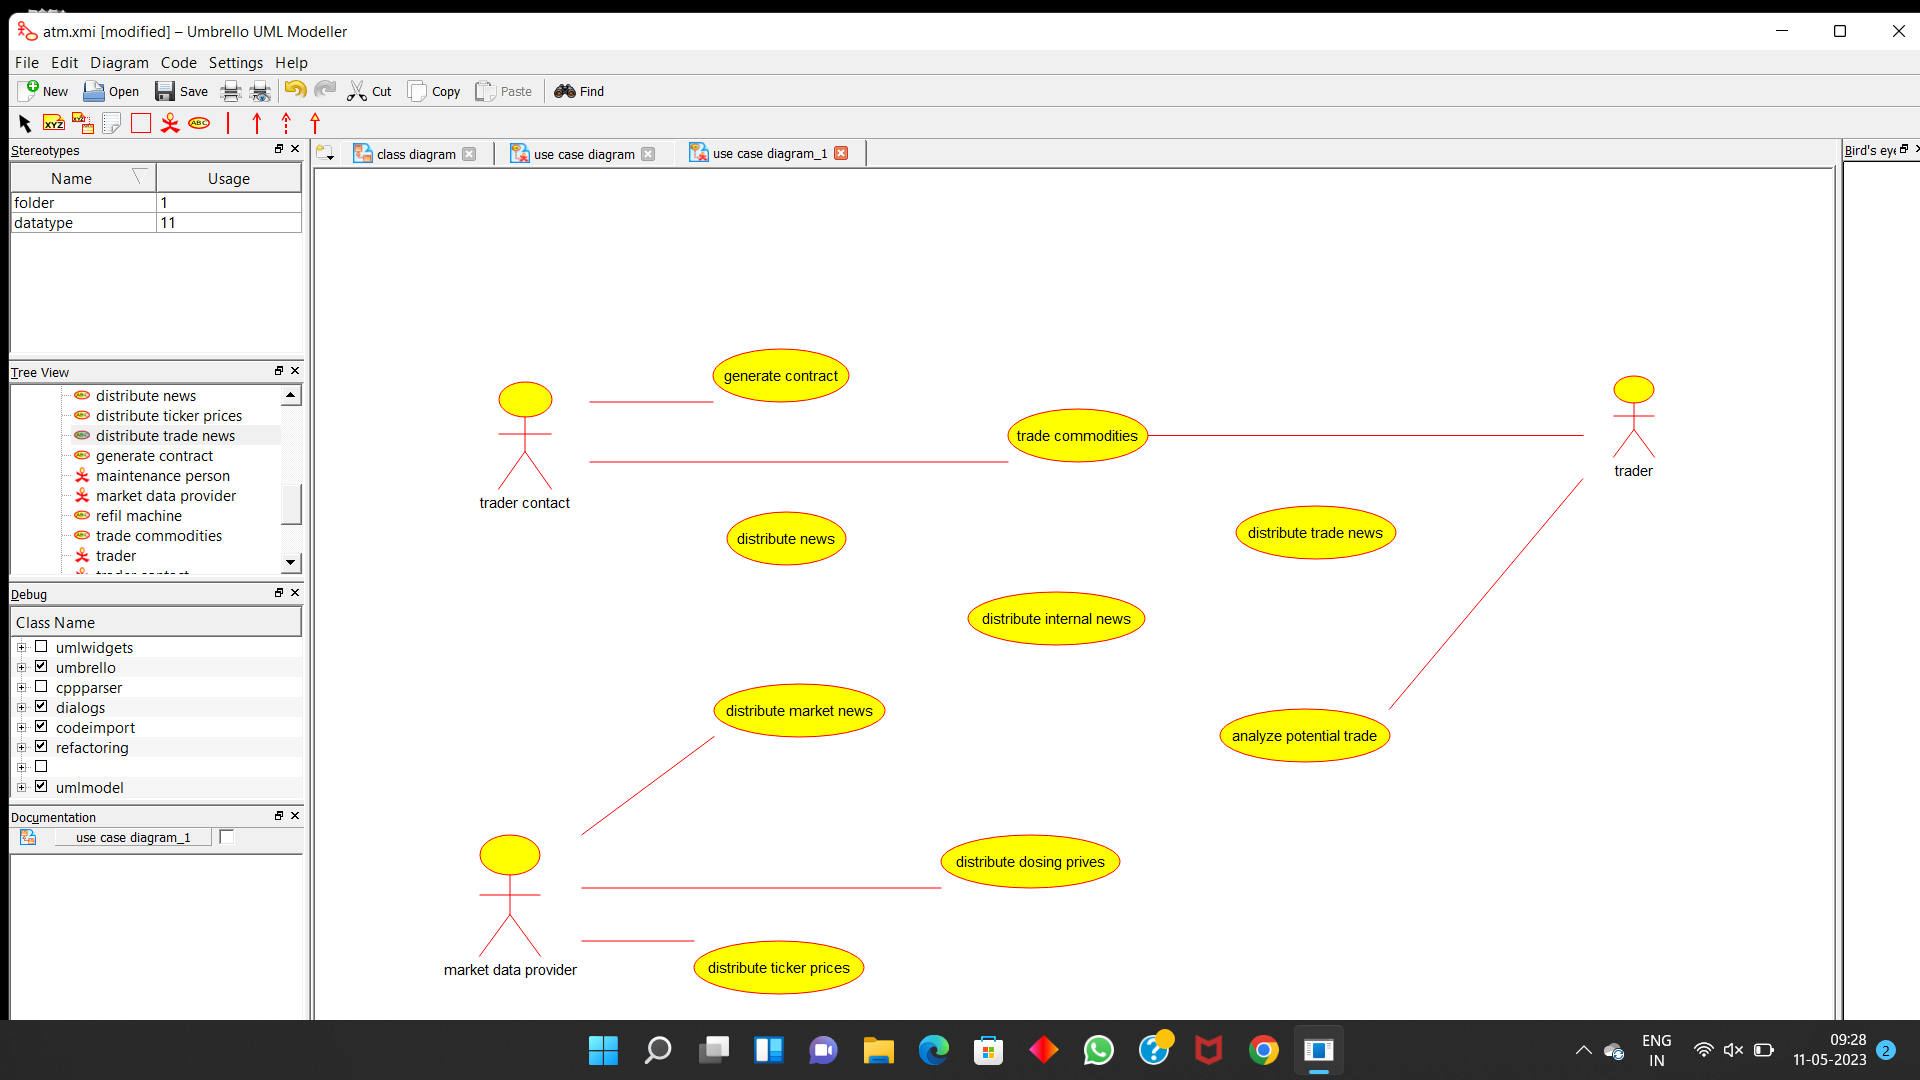 atm.xmi [modified] – Umbrello UML Modeller
File Edit Diagram Code Settings Help
New Open Save Cut Copy Paste Find
XYZ ABC
Stereotypes
Name Usage
folder 1
datatype 11
class diagram use case diagram use case diagram_1
Bird's eye
Tree View
distribute news
distribute ticker prices
distribute trade news
generate contract
maintenance person
market data provider
refil machine
trade commodities
trader
Debug
Class Name
umlwidgets
umbrello
cppparser
dialogs
codeimport
refactoring
umlmodel
Documentation
use case diagram_1
generate contract
trade commodities
trader contact
trader
distribute news
distribute trade news
distribute internal news
distribute market news
analyze potential trade
distribute dosing prives
market data provider
distribute ticker prices
ENG
IN
09:28
11-05-2023
2